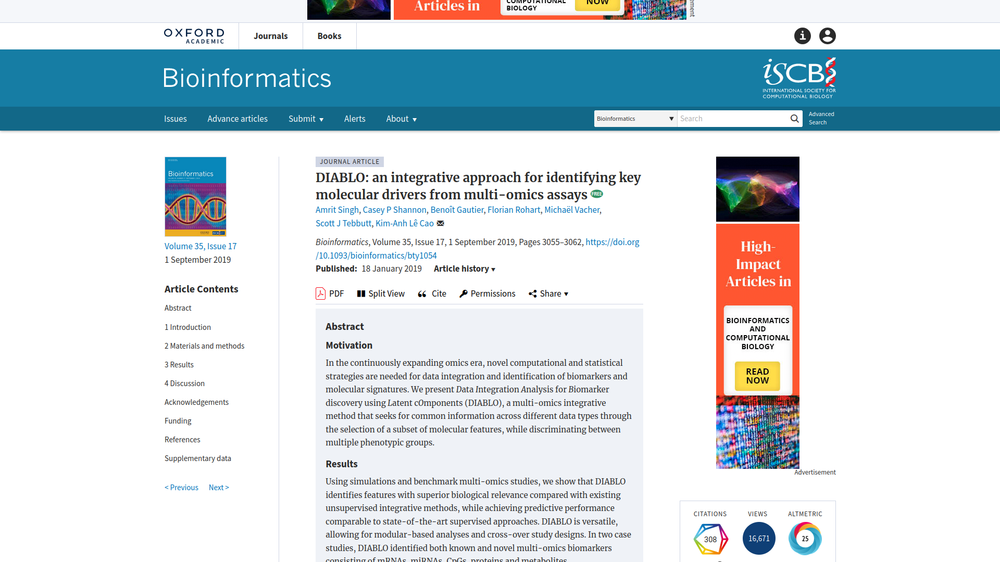 Articles in
COMPUTATIONAL
BIOLOGY
NOW
OXFORD
ACADEMIC
Journals
Books
Bioinformatics
iSCB
INTERNATIONAL SOCIETY FOR
COMPUTATIONAL BIOLOGY
Issues
Advance articles
Submit ▼
Alerts
About ▼
Bioinformatics ▼
Search
Advanced
Search
Bioinformatics
Volume 35, Issue 17
1 September 2019
Article Contents
Abstract
1 Introduction
2 Materials and methods
3 Results
4 Discussion
Acknowledgements
Funding
References
Supplementary data
< Previous Next >
JOURNAL ARTICLE
DIABLO: an integrative approach for identifying key
molecular drivers from multi-omics assays FREE
Amrit Singh, Casey P Shannon, Benoît Gautier, Florian Rohart, Michaël Vacher,
Scott J Tebbutt, Kim-Anh Lê Cao
Bioinformatics, Volume 35, Issue 17, 1 September 2019, Pages 3055–3062, https://doi.org
/10.1093/bioinformatics/bty1054
Published: 18 January 2019 Article history ▼
PDF Split View Cite Permissions Share ▼
Abstract
Motivation
In the continuously expanding omics era, novel computational and statistical
strategies are needed for data integration and identification of biomarkers and
molecular signatures. We present Data Integration Analysis for Biomarker
discovery using Latent cOmponents (DIABLO), a multi-omics integrative
method that seeks for common information across different data types through
the selection of a subset of molecular features, while discriminating between
multiple phenotypic groups.
Results
Using simulations and benchmark multi-omics studies, we show that DIABLO
identifies features with superior biological relevance compared with existing
unsupervised integrative methods, while achieving predictive performance
comparable to state-of-the-art supervised approaches. DIABLO is versatile,
allowing for modular-based analyses and cross-over study designs. In two case
studies, DIABLO identified both known and novel multi-omics biomarkers
consisting of mRNAs, miRNAs, CpGs, proteins and metabolites.
High-
Impact
Articles in
BIOINFORMATICS
AND
COMPUTATIONAL
BIOLOGY
READ
NOW
Advertisement
CITATIONS
VIEWS
ALTMETRIC
308
16,671
25